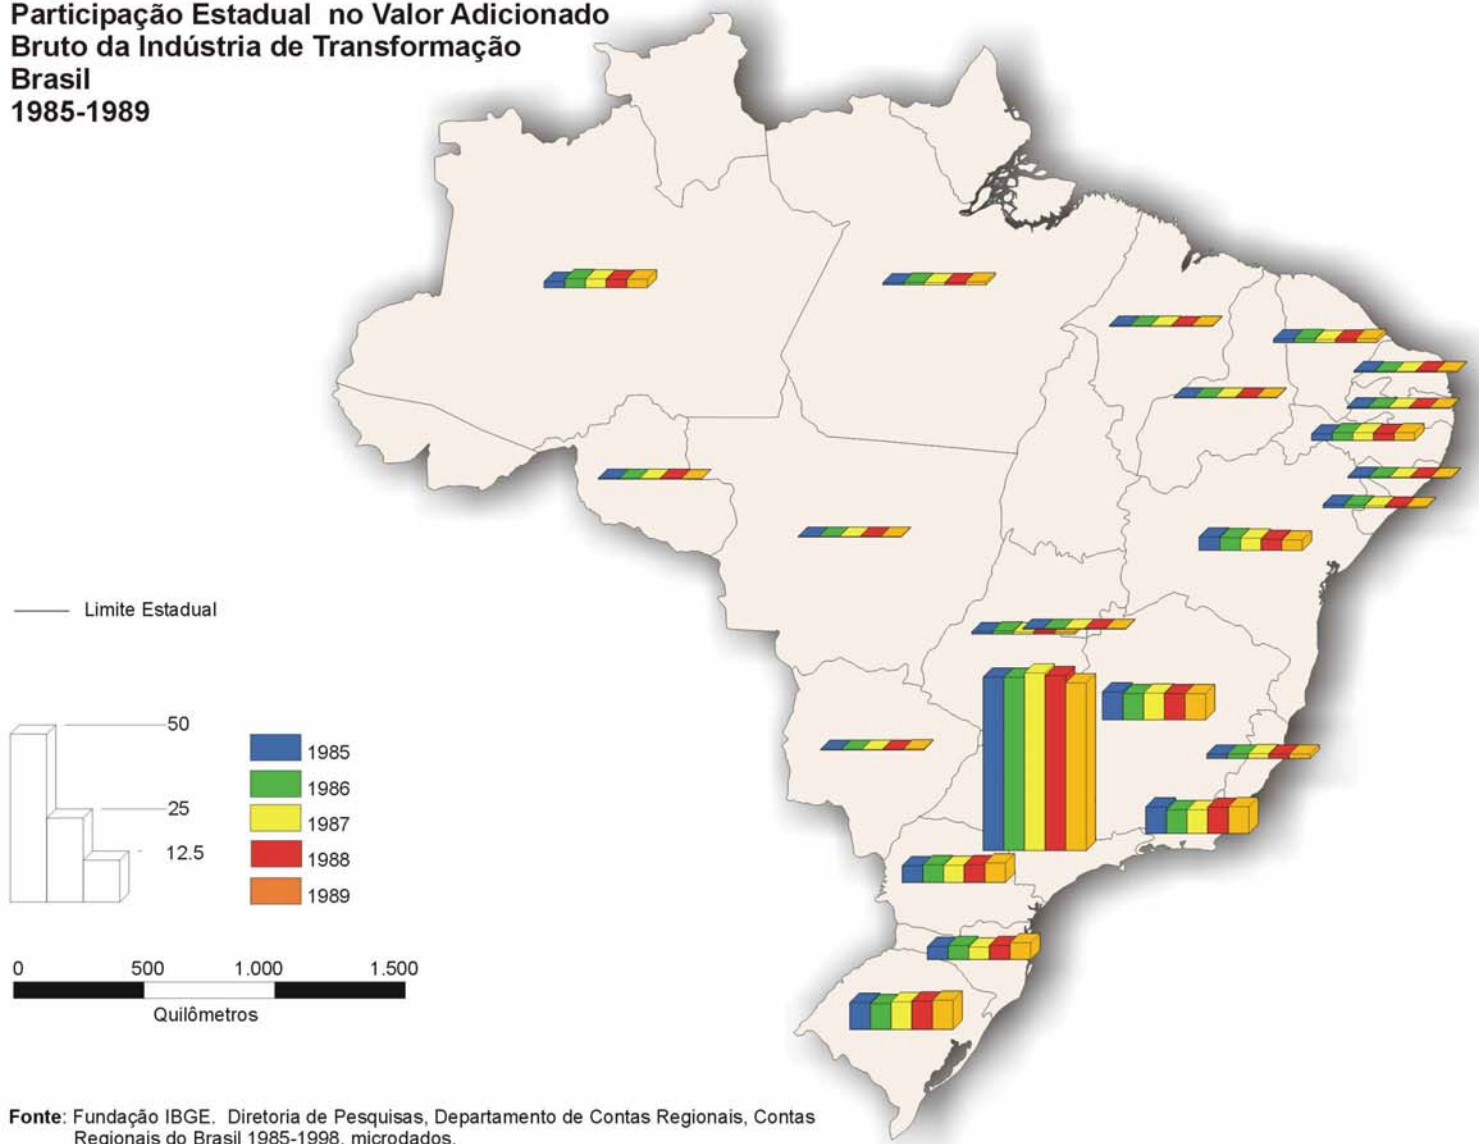 Participação Estadual no Valor Adicionado
Bruto da Indústria de Transformação
Brasil
1985-1989
Limite Estadual
50
25
12.5
1985
1986
1987
1988
1989
0 500 1.000 1.500
Quilômetros
Fonte: Fundação IBGE. Diretoria de Pesquisas, Departamento de Contas Regionais, Contas
Regionais do Brasil 1985-1998, microdados.